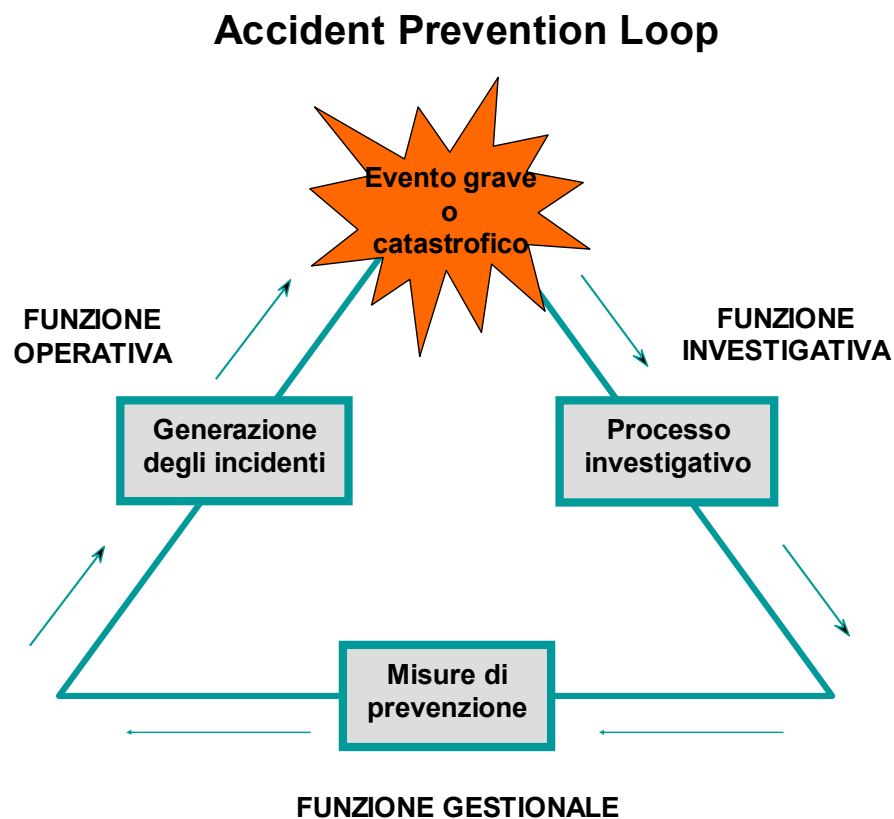 Accident Prevention Loop
Evento grave
o
catastrofico
FUNZIONE
OPERATIVA
FUNZIONE
INVESTIGATIVA
Generazione
degli incidenti
Processo
investigativo
Misure di
prevenzione
FUNZIONE GESTIONALE